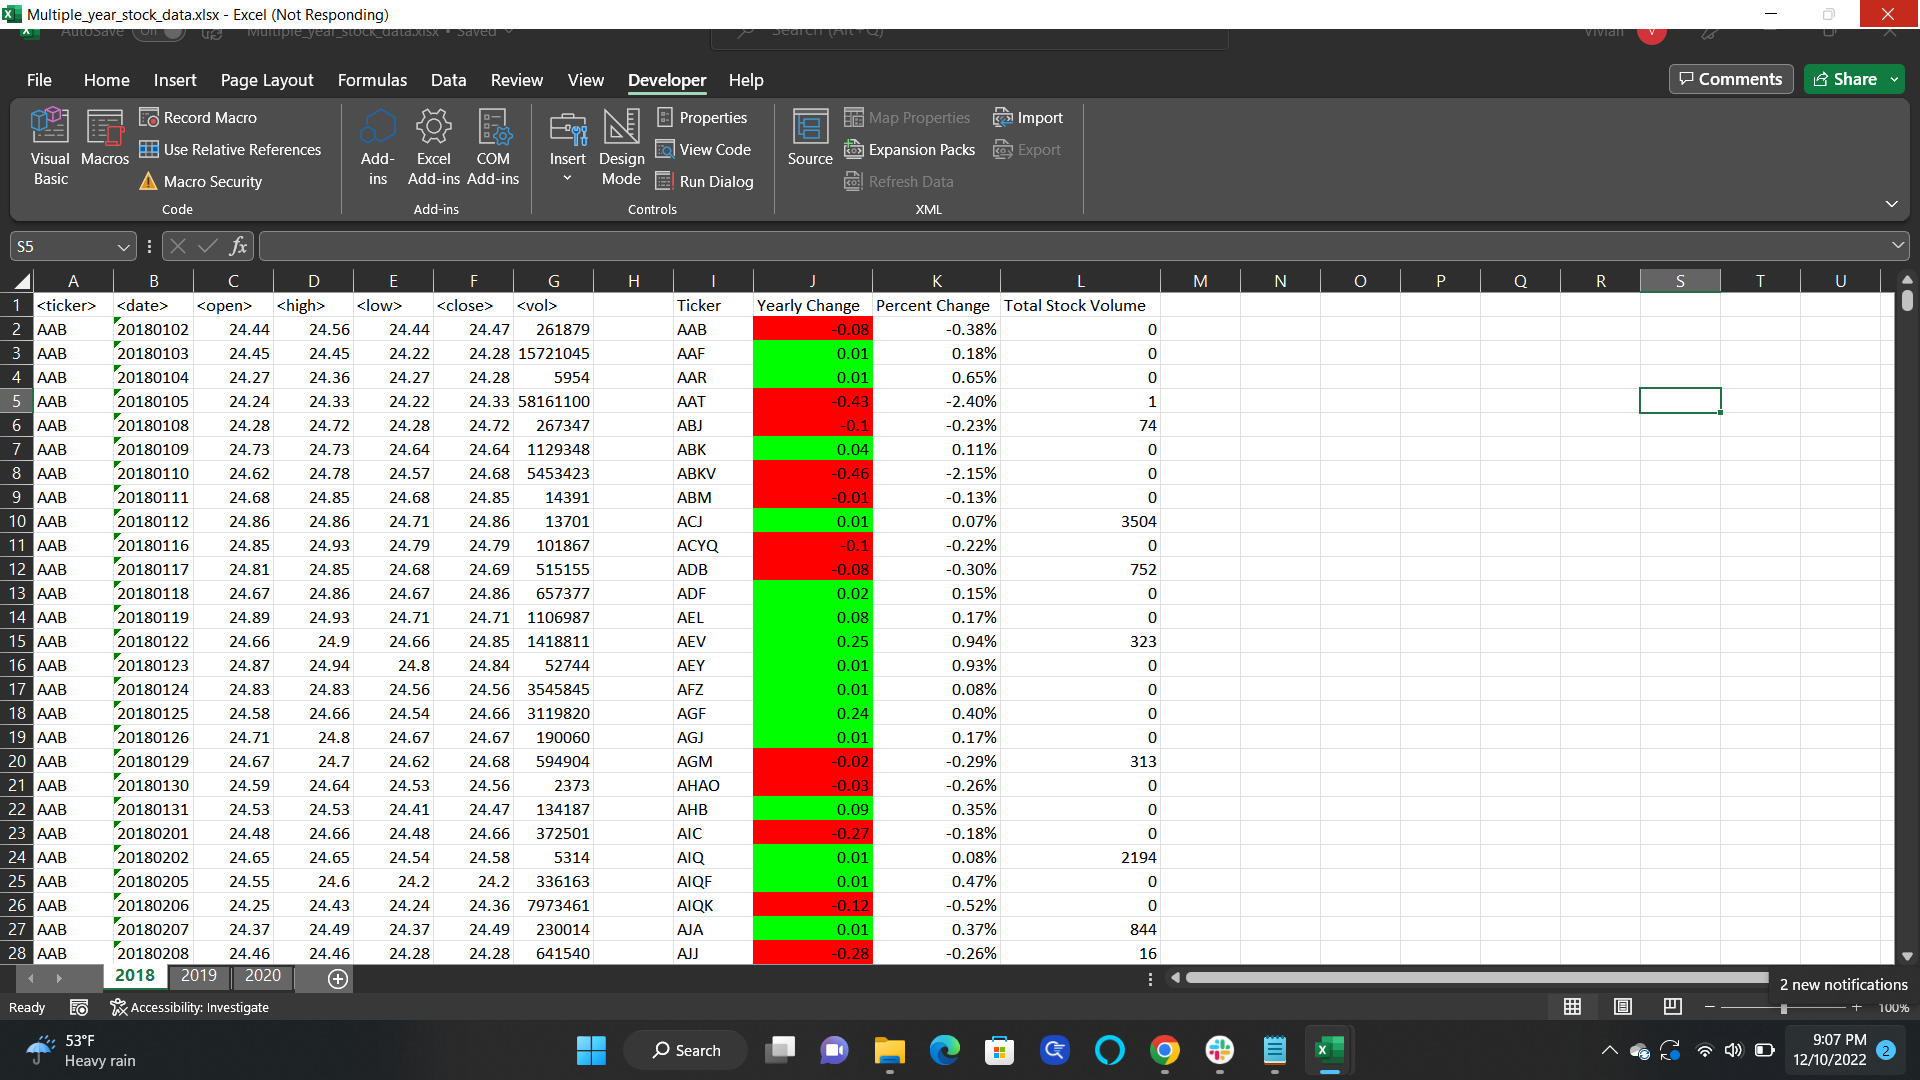 Multiple_year_stock_data.xlsx - Excel (Not Responding)
AutoSave Off Multiple_year_stock_data.xlsx • Saved Search (Alt+Q) Vivian V
File Home Insert Page Layout Formulas Data Review View Developer Help Comments Share
Record Macro Properties Map Properties Import
Use Relative References View Code Expansion Packs Export
Macro Security Run Dialog Refresh Data
Visual Basic Macros Add-ins Excel Add-ins COM Add-ins Insert Design Mode Source
Code Add-ins Controls XML
S5 fx
A B C D E F G H I J K L M N O P Q R S T U
1 <ticker> <date> <open> <high> <low> <close> <vol> Ticker Yearly Change Percent Change Total Stock Volume
2 AAB 20180102 24.44 24.56 24.44 24.47 261879 AAB -0.08 -0.38% 0
3 AAB 20180103 24.45 24.45 24.22 24.28 15721045 AAF 0.01 0.18% 0
4 AAB 20180104 24.27 24.36 24.27 24.28 5954 AAR 0.01 0.65% 0
5 AAB 20180105 24.24 24.33 24.22 24.33 58161100 AAT -0.43 -2.40% 1
6 AAB 20180108 24.28 24.72 24.28 24.72 267347 ABJ -0.1 -0.23% 74
7 AAB 20180109 24.73 24.73 24.64 24.64 1129348 ABK 0.04 0.11% 0
8 AAB 20180110 24.62 24.78 24.57 24.68 5453423 ABKV -0.46 -2.15% 0
9 AAB 20180111 24.68 24.85 24.68 24.85 14391 ABM -0.01 -0.13% 0
10 AAB 20180112 24.86 24.86 24.71 24.86 13701 ACJ 0.01 0.07% 3504
11 AAB 20180116 24.85 24.93 24.79 24.79 101867 ACYQ -0.1 -0.22% 0
12 AAB 20180117 24.81 24.85 24.68 24.69 515155 ADB -0.08 -0.30% 752
13 AAB 20180118 24.67 24.86 24.67 24.86 657377 ADF 0.02 0.15% 0
14 AAB 20180119 24.89 24.93 24.71 24.71 1106987 AEL 0.08 0.17% 0
15 AAB 20180122 24.66 24.9 24.66 24.85 1418811 AEV 0.25 0.94% 323
16 AAB 20180123 24.87 24.94 24.8 24.84 52744 AEY 0.01 0.93% 0
17 AAB 20180124 24.83 24.83 24.56 24.56 3545845 AFZ 0.01 0.08% 0
18 AAB 20180125 24.58 24.66 24.54 24.66 3119820 AGF 0.24 0.40% 0
19 AAB 20180126 24.71 24.8 24.67 24.67 190060 AGJ 0.01 0.17% 0
20 AAB 20180129 24.67 24.7 24.62 24.68 594904 AGM -0.02 -0.29% 313
21 AAB 20180130 24.59 24.64 24.53 24.56 2373 AHAO -0.03 -0.26% 0
22 AAB 20180131 24.53 24.53 24.41 24.47 134187 AHB 0.09 0.35% 0
23 AAB 20180201 24.48 24.66 24.48 24.66 372501 AIC -0.27 -0.18% 0
24 AAB 20180202 24.65 24.65 24.54 24.58 5314 AIQ 0.01 0.08% 2194
25 AAB 20180205 24.55 24.6 24.2 24.2 336163 AIQF 0.01 0.47% 0
26 AAB 20180206 24.25 24.43 24.24 24.36 7973461 AIQK -0.12 -0.52% 0
27 AAB 20180207 24.37 24.49 24.37 24.49 230014 AJA 0.01 0.37% 844
28 AAB 20180208 24.46 24.46 24.28 24.28 641540 AJJ -0.28 -0.26% 16
2018 2019 2020
2 new notifications
Ready Accessibility: Investigate 100%
53°F
Heavy rain
Search
9:07 PM
12/10/2022 2